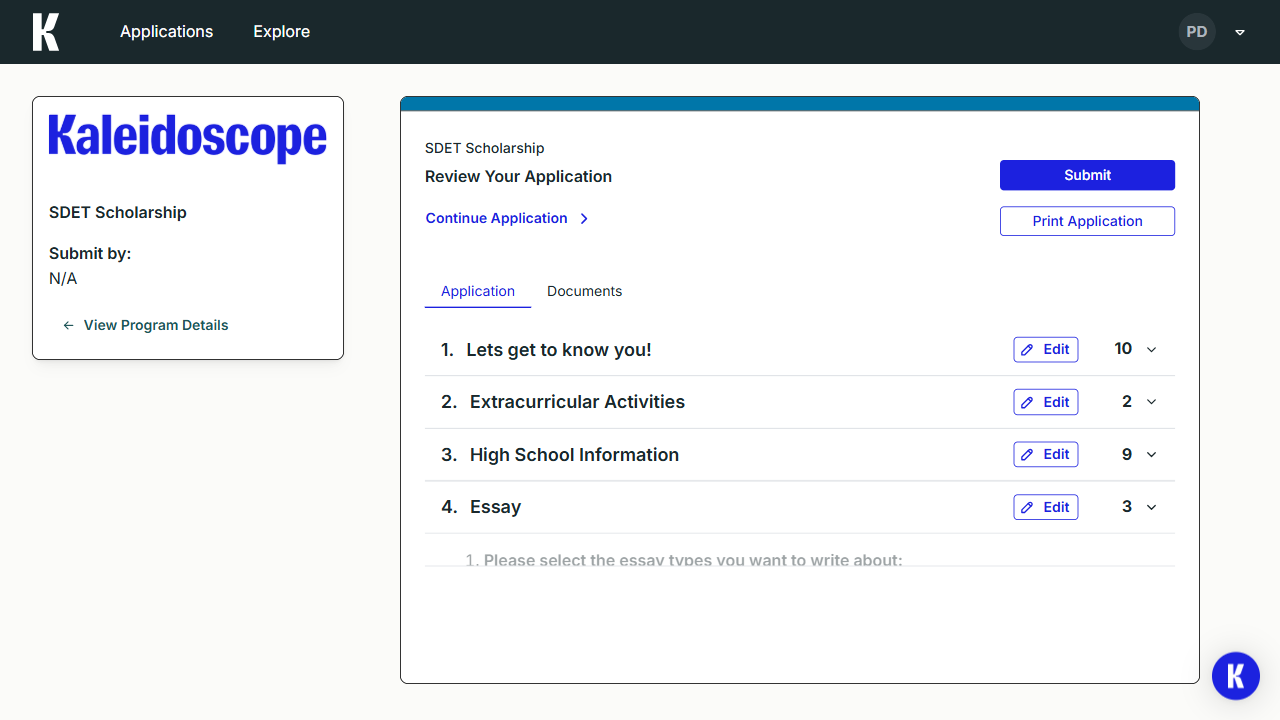 K
Applications
Explore
PD
Kaleidoscope
SDET Scholarship
Submit by:
N/A
View Program Details
SDET Scholarship
Review Your Application
Continue Application
Submit
Print Application
Application
Documents
1. Lets get to know you!
Edit
10
2. Extracurricular Activities
Edit
2
3. High School Information
Edit
9
4. Essay
Edit
3
1. Please select the essay types you want to write about:
K